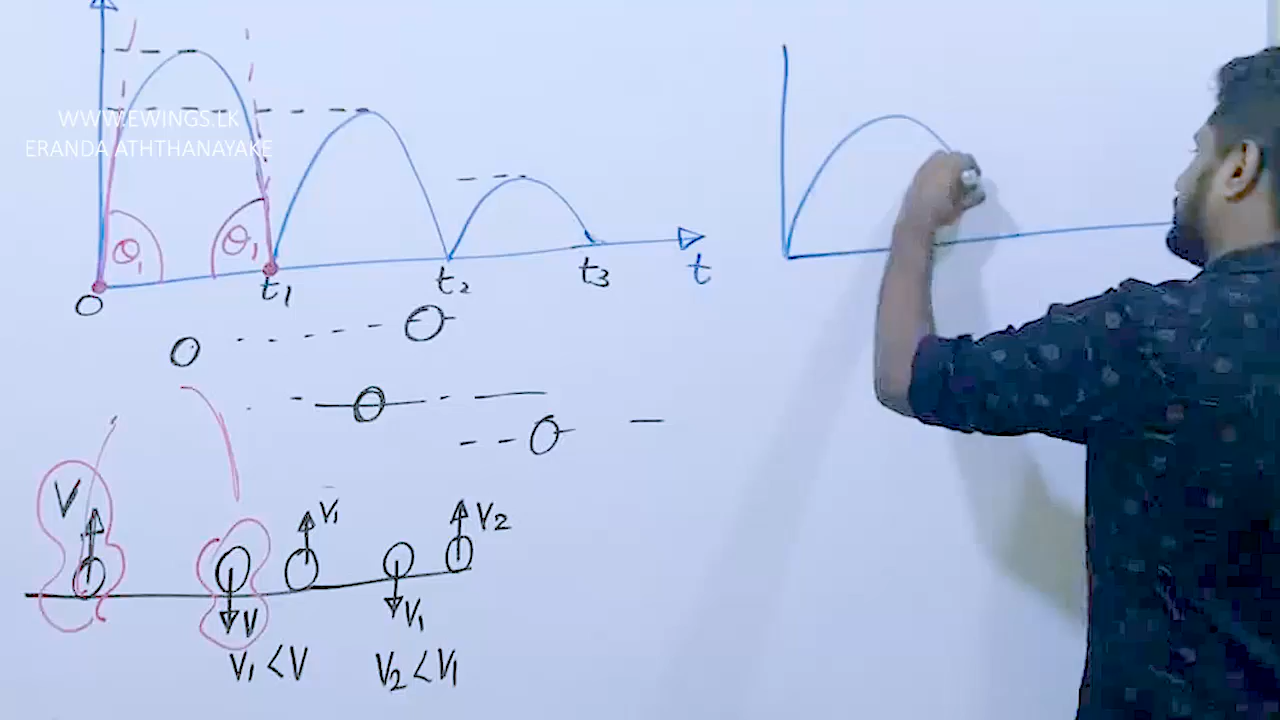 WWW.EWINGS.LK
ERANDA ATHTHANAYAKE
θ₁ θ₁
O t₁ t₂ t₃ t
V V₁ V₂
V V₁
V₁ < V V₂ < V₁